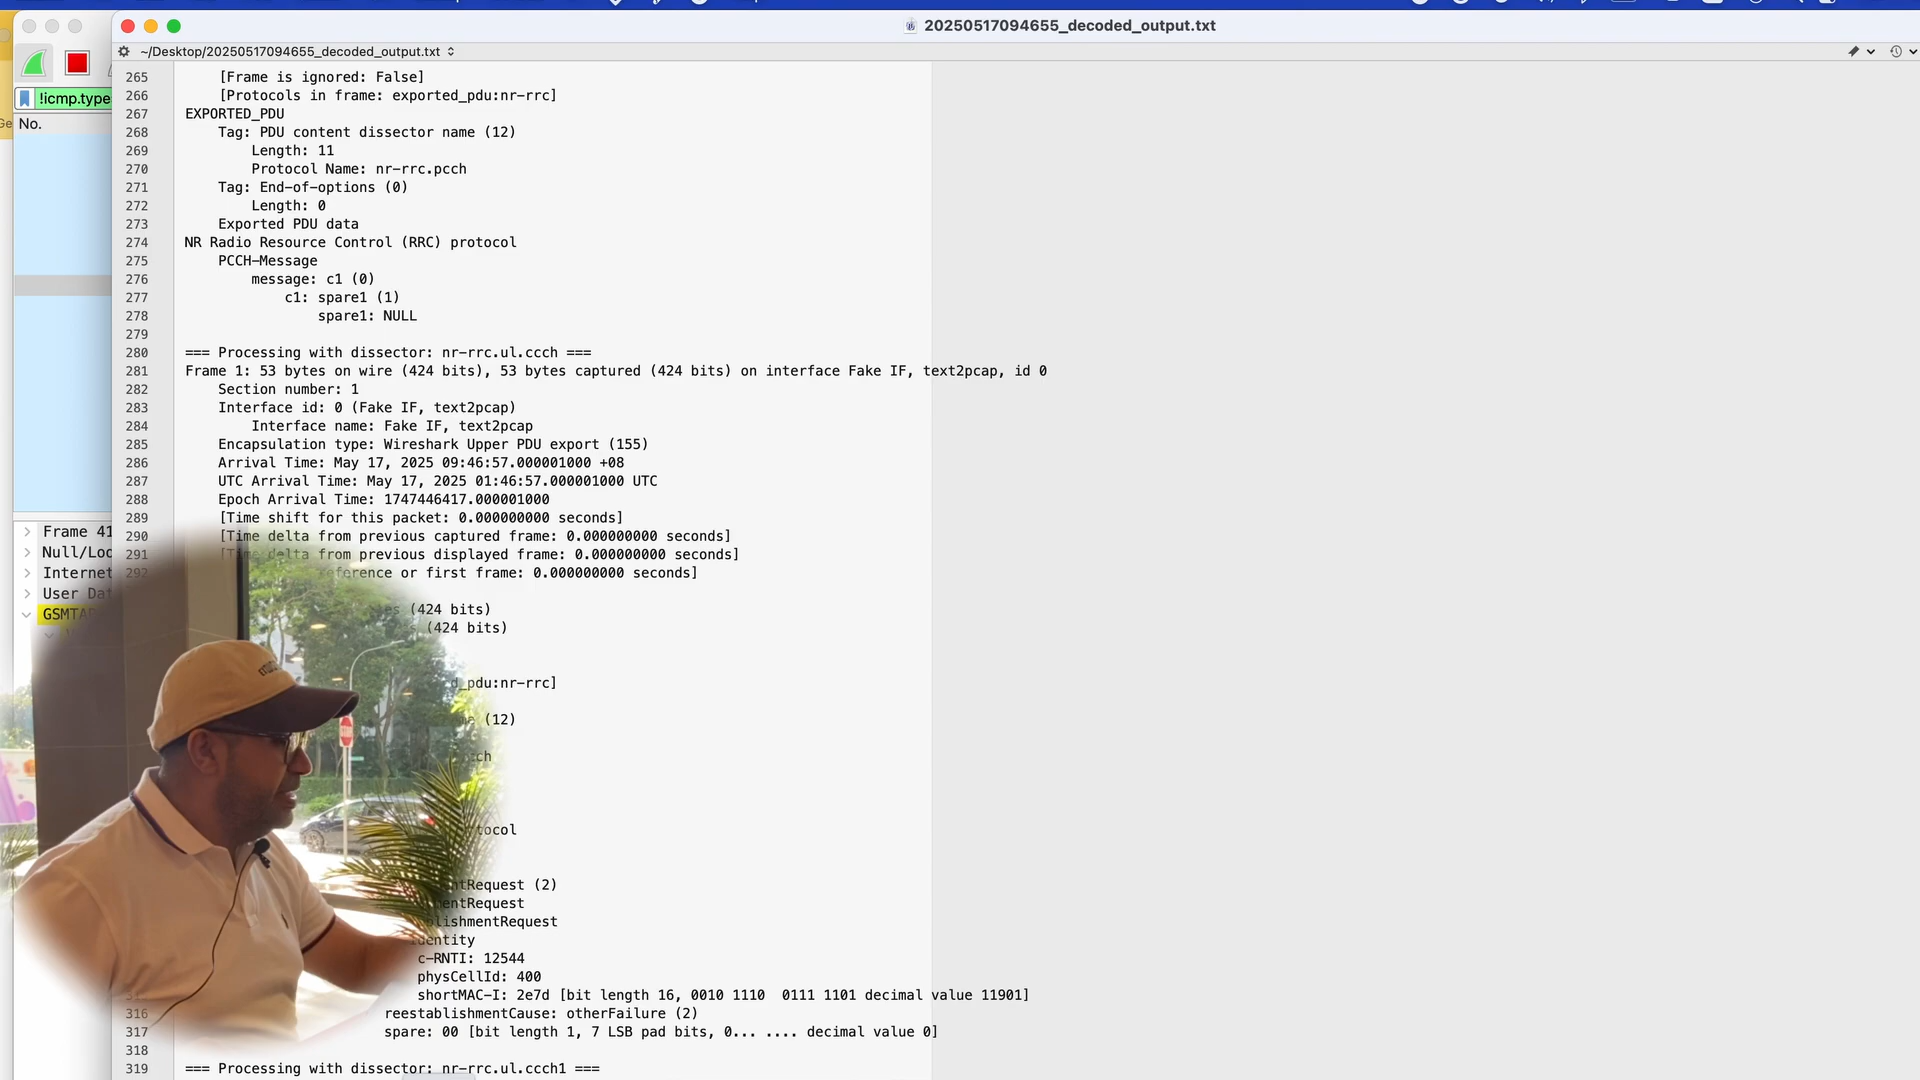 20250517094655_decoded_output.txt
~/Desktop/20250517094655_decoded_output.txt
!icmp.type
No.
265 [Frame is ignored: False]
266 [Protocols in frame: exported_pdu:nr-rrc]
267 EXPORTED_PDU
268 Tag: PDU content dissector name (12)
269 Length: 11
270 Protocol Name: nr-rrc.pcch
271 Tag: End-of-options (0)
272 Length: 0
273 Exported PDU data
274 NR Radio Resource Control (RRC) protocol
275 PCCH-Message
276 message: c1 (0)
277 c1: spare1 (1)
278 spare1: NULL
279
280 === Processing with dissector: nr-rrc.ul.ccch ===
281 Frame 1: 53 bytes on wire (424 bits), 53 bytes captured (424 bits) on interface Fake IF, text2pcap, id 0
282 Section number: 1
283 Interface id: 0 (Fake IF, text2pcap)
284 Interface name: Fake IF, text2pcap
285 Encapsulation type: Wireshark Upper PDU export (155)
286 Arrival Time: May 17, 2025 09:46:57.000001000 +08
287 UTC Arrival Time: May 17, 2025 01:46:57.000001000 UTC
288 Epoch Arrival Time: 1747446417.000001000
289 [Time shift for this packet: 0.000000000 seconds]
290 [Time delta from previous captured frame: 0.000000000 seconds]
291 [Time delta from previous displayed frame: 0.000000000 seconds]
292 reference or first frame: 0.000000000 seconds]
Frame 41
Null/Loo
Internet
User Dat
GSMTA
(424 bits)
(424 bits)
d_pdu:nr-rrc]
(12)
ntRequest (2)
entRequest
lishmentRequest
identity
c-RNTI: 12544
physCellId: 400
shortMAC-I: 2e7d [bit length 16, 0010 1110 0111 1101 decimal value 11901]
316 reestablishmentCause: otherFailure (2)
317 spare: 00 [bit length 1, 7 LSB pad bits, 0... .... decimal value 0]
318
319 === Processing with dissector: nr-rrc.ul.ccch1 ===